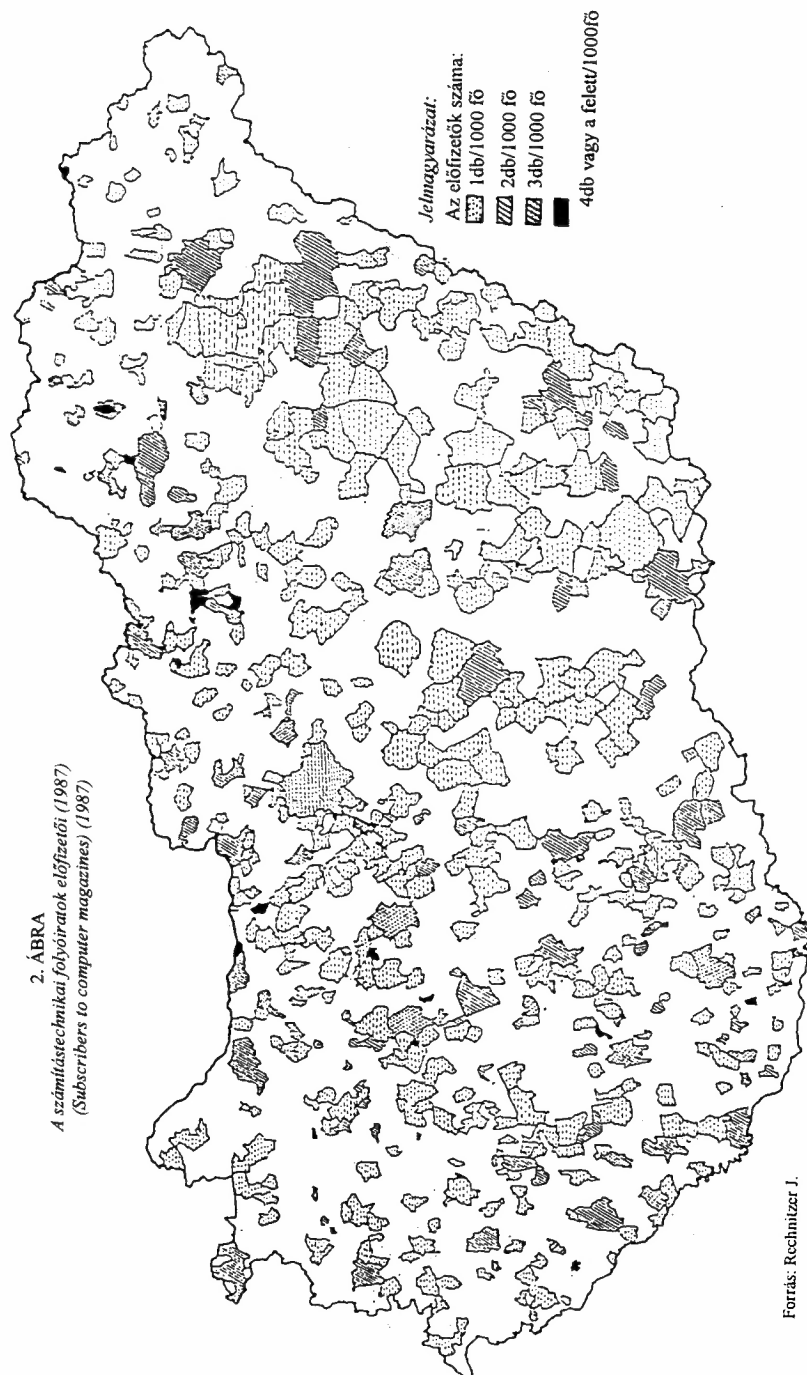 2. ÁBRA
A számítástechnikai folyóiratok előfizetői (1987)
(Subscribers to computer magazines) (1987)
Jelmagyarázat:
Az előfizetők száma:
1db/1000 fő
2db/1000 fő
3db/1000 fő
4db vagy a felett/1000fő
Forrás: Rechnitzer J.